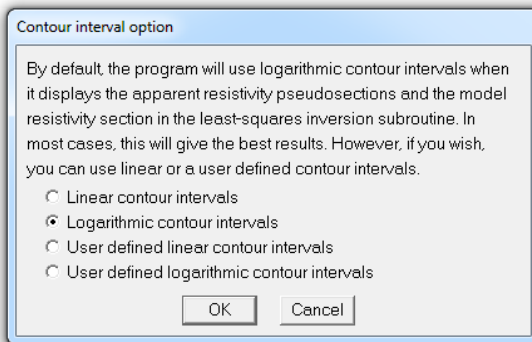 Contour interval option
By default, the program will use logarithmic contour intervals when
it displays the apparent resistivity pseudosections and the model
resistivity section in the least-squares inversion subroutine. In
most cases, this will give the best results. However, if you wish,
you can use linear or a user defined contour intervals.
Linear contour intervals
Logarithmic contour intervals
User defined linear contour intervals
User defined logarithmic contour intervals
OK
Cancel